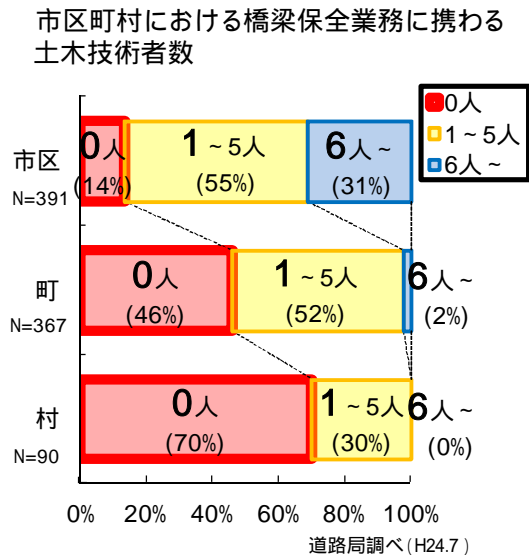 市区町村における橋梁保全業務に携わる
土木技術者数
0人
1~5人
6人~
市区
N=391
0人
(14%)
1~5人
(55%)
6人~
(31%)
町
N=367
0人
(46%)
1~5人
(52%)
6人~
(2%)
村
N=90
0人
(70%)
1~5人
(30%)
6人~
(0%)
0% 20% 40% 60% 80% 100%
道路局調べ(H24.7)